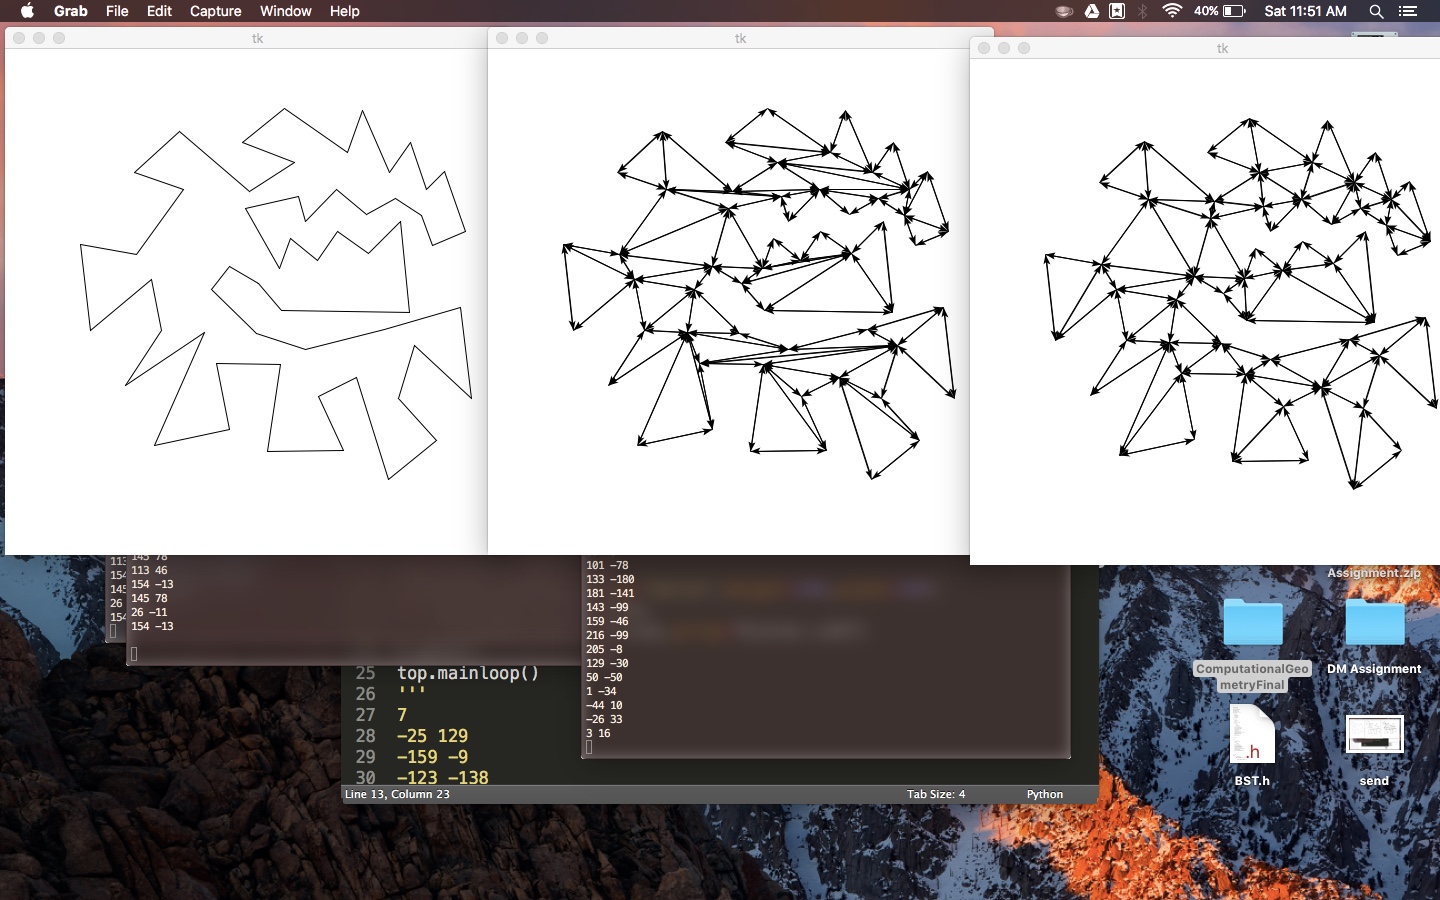 Grab File Edit Capture Window Help 40% Sat 11:51 AM
tk
tk
tk
145 78
113 46
154 -13
145 78
26 -11
154 -13
113
154
145
26
154
101 -78
133 -180
181 -141
143 -99
159 -46
216 -99
205 -8
129 -30
50 -50
1 -34
-44 10
-26 33
3 16
25 top.mainloop()
26 '''
27 7
28 -25 129
29 -159 -9
30 -123 -138
Line 13, Column 23 Tab Size: 4 Python
Assignment.zip
ComputationalGeo
metryFinal
DM Assignment
.h
BST.h
send